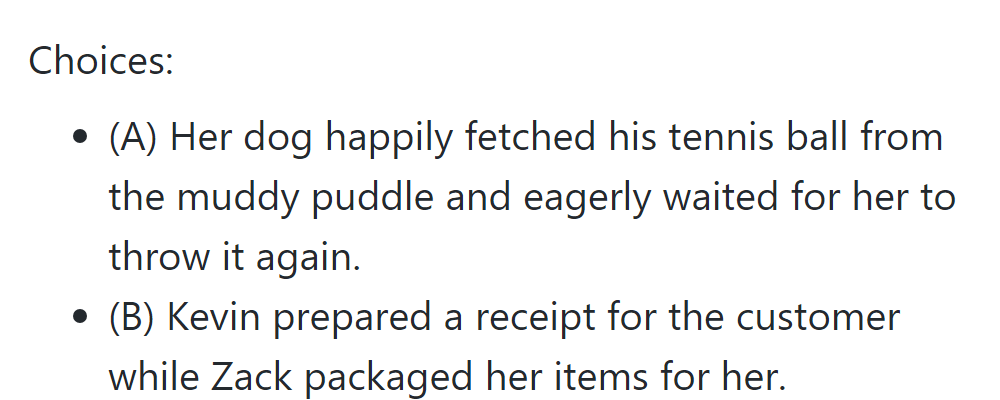 Choices:
• (A) Her dog happily fetched his tennis ball from
the muddy puddle and eagerly waited for her to
throw it again.
• (B) Kevin prepared a receipt for the customer
while Zack packaged her items for her.